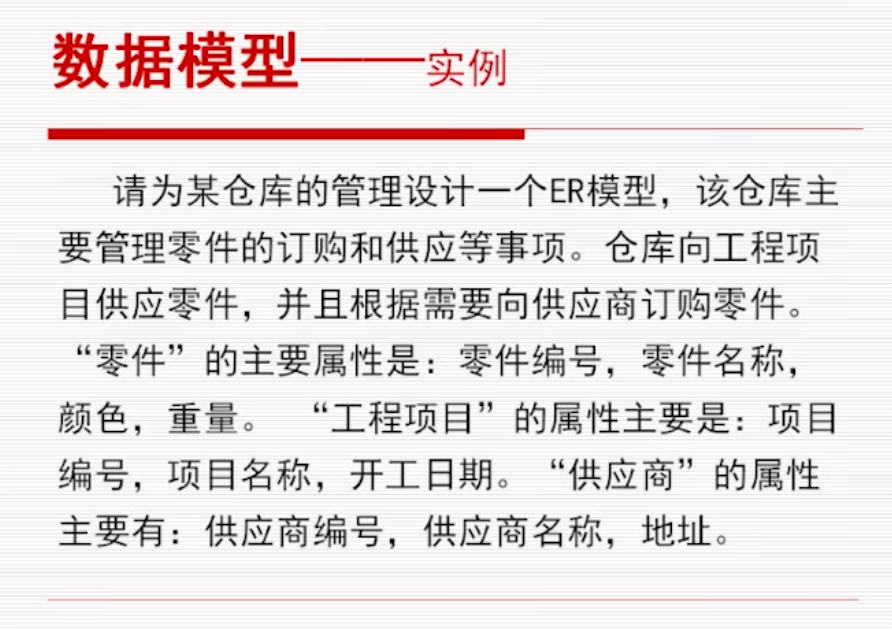 数据模型——实例
请为某仓库的管理设计一个ER模型，该仓库主
要管理零件的订购和供应等事项。仓库向工程项
目供应零件，并且根据需要向供应商订购零件。
“零件”的主要属性是：零件编号，零件名称，
颜色，重量。 “工程项目”的属性主要是：项目
编号，项目名称，开工日期。“供应商”的属性
主要有：供应商编号，供应商名称，地址。